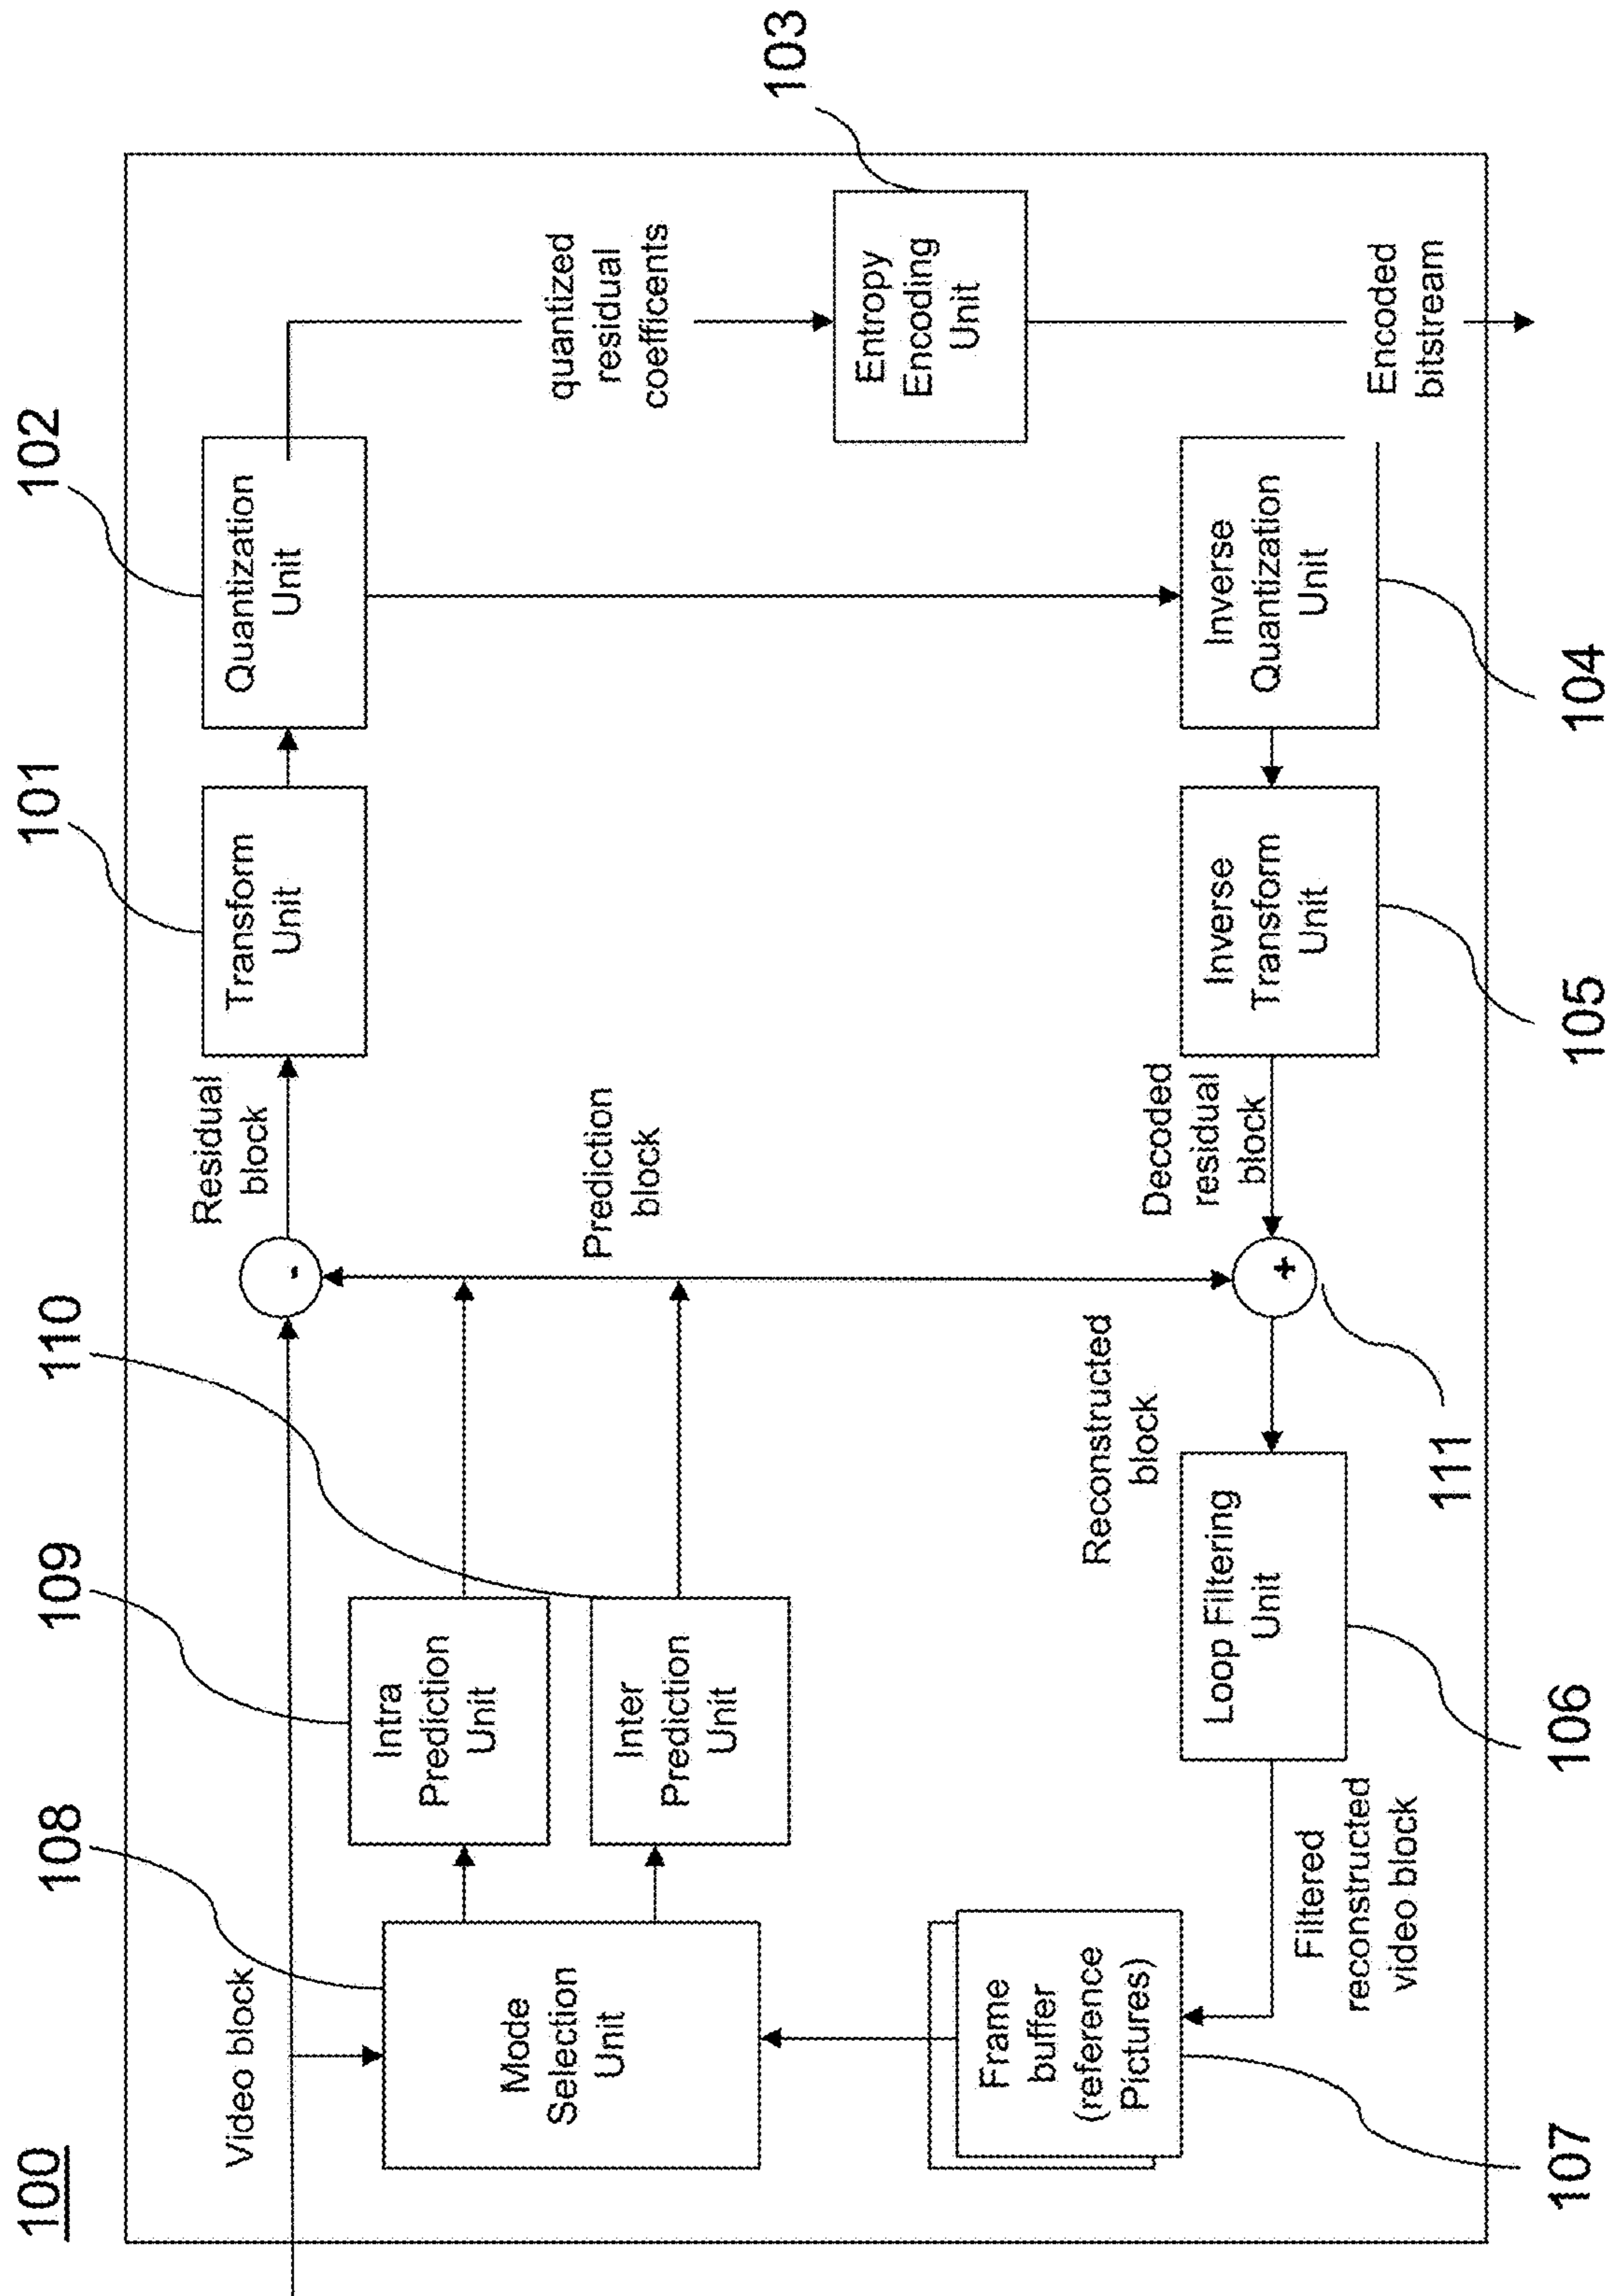 100
108
109
110
101
102
103
Video block
Residual
block
Transform
Unit
Quantization
Unit
Intra
Prediction
Unit
Inter
Prediction
Unit
Mode
Selection
Unit
Prediction
block
quantized
residual
coefficents
Entropy
Encoding
Unit
Frame
buffer
(reference
Pictures)
Filtered
reconstructed
video block
Loop Filtering
Unit
Reconstructed
block
-
+
Decoded
residual
block
Inverse
Transform
Unit
Inverse
Quantization
Unit
Encoded
bitstream
107
106
111
105
104